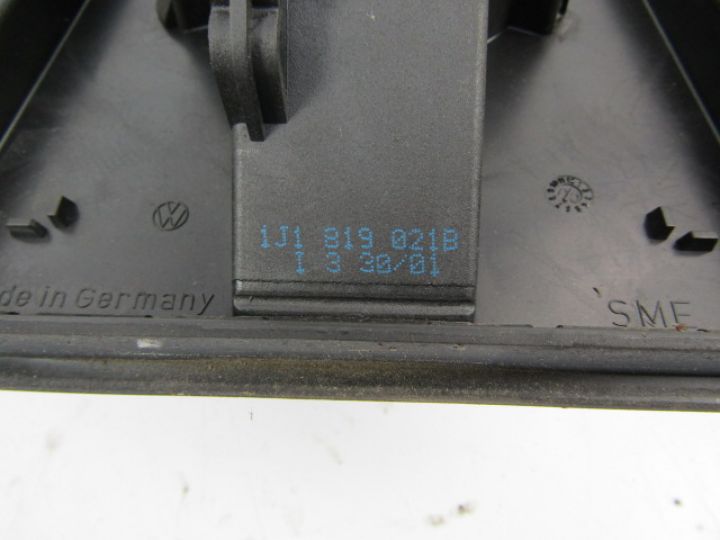 1J1 819 021B
I 3 30/01
de in Germany
SME